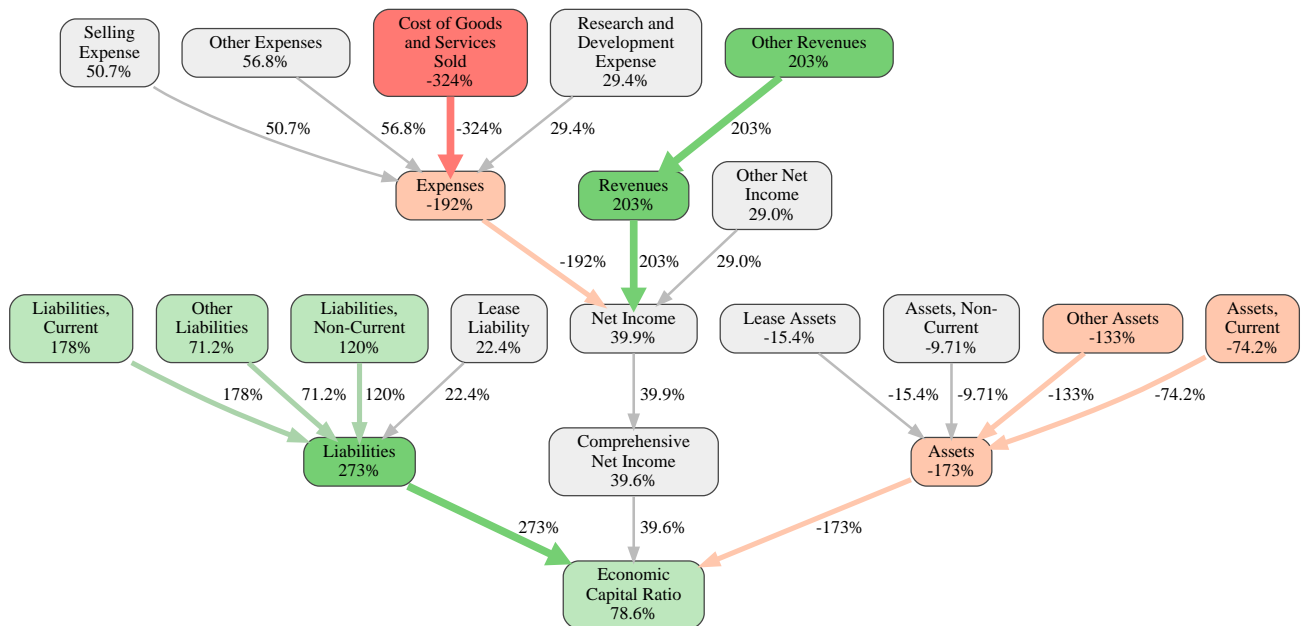 Selling
Expense
50.7%
Other Expenses
56.8%
Cost of Goods
and Services
Sold
-324%
Research and
Development
Expense
29.4%
Other Revenues
203%
50.7%
56.8%
-324%
29.4%
203%
Expenses
-192%
Revenues
203%
Other Net
Income
29.0%
-192%
203%
29.0%
Liabilities,
Current
178%
Other
Liabilities
71.2%
Liabilities,
Non-Current
120%
Lease
Liability
22.4%
Net Income
39.9%
Lease Assets
-15.4%
Assets, Non-
Current
-9.71%
Other Assets
-133%
Assets,
Current
-74.2%
178%
71.2%
120%
22.4%
39.9%
-15.4%
-9.71%
-133%
-74.2%
Liabilities
273%
Comprehensive
Net Income
39.6%
Assets
-173%
273%
39.6%
-173%
Economic
Capital Ratio
78.6%